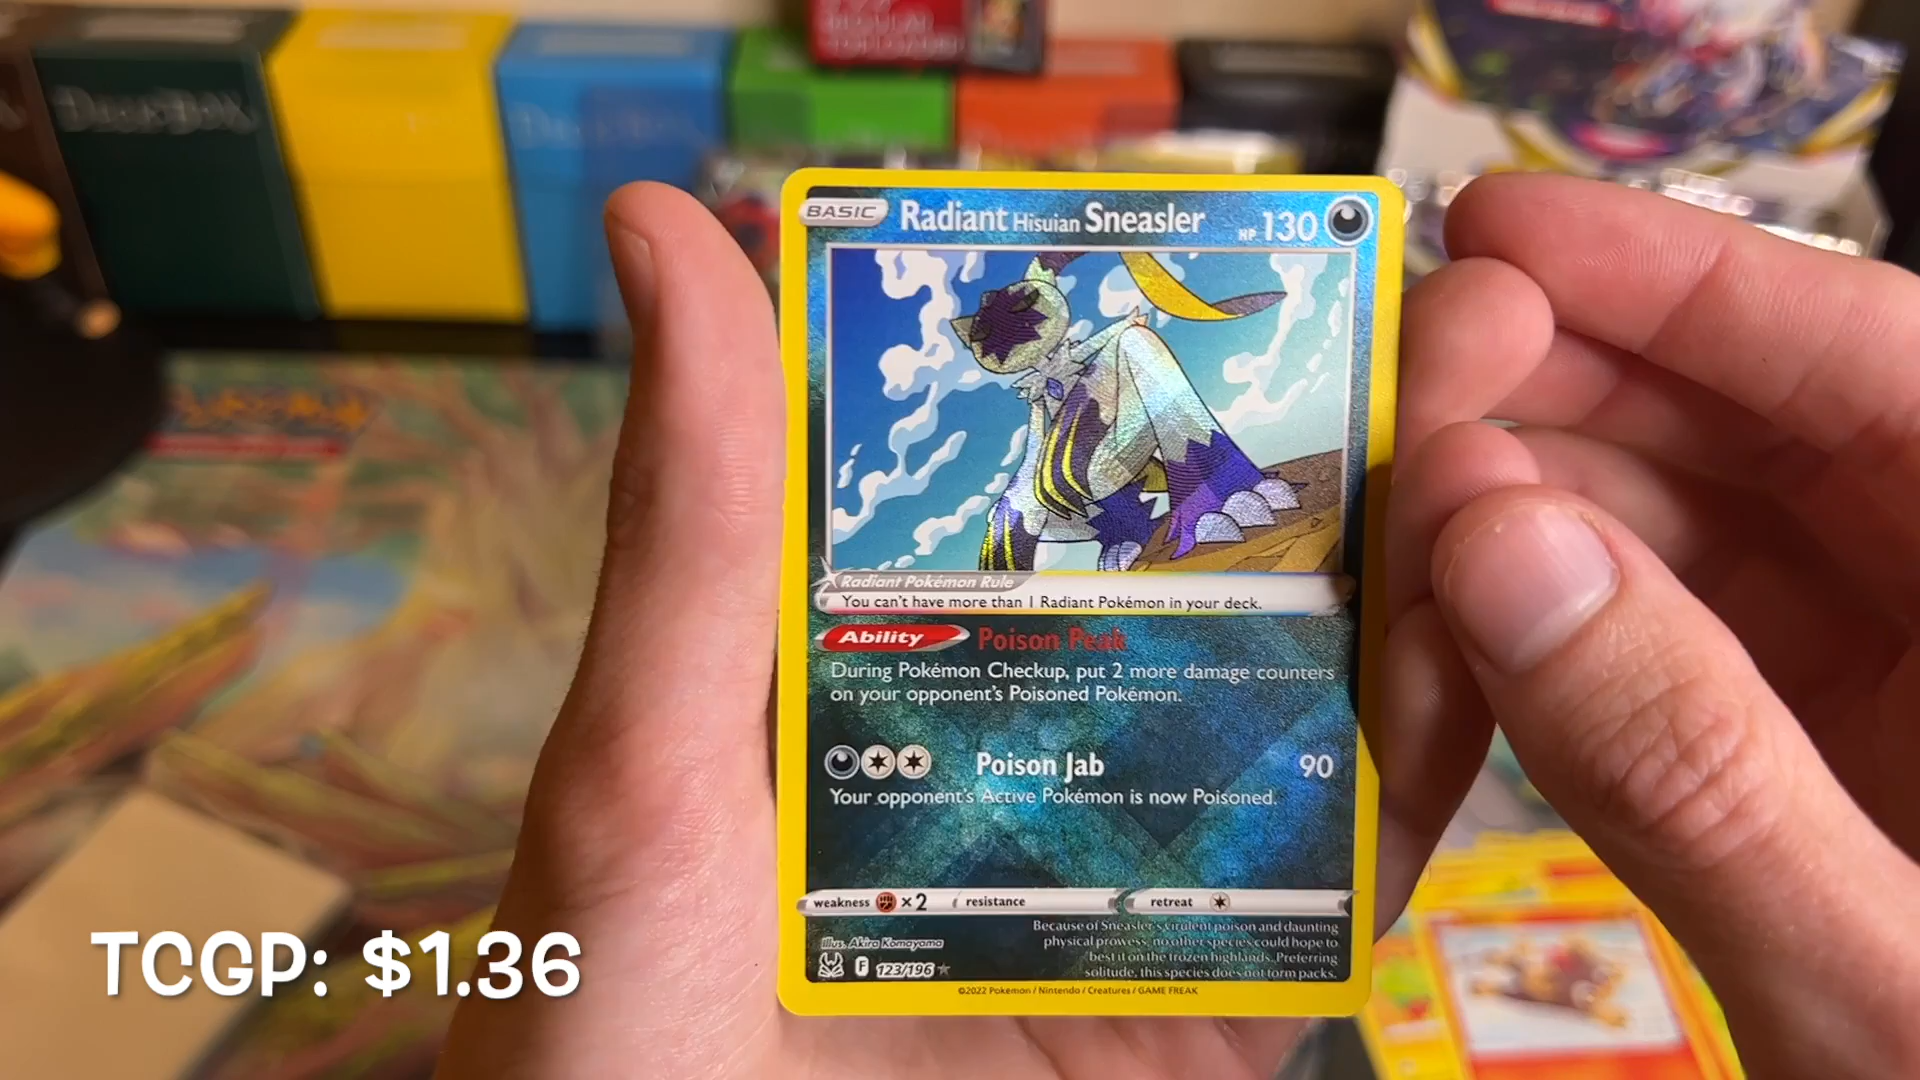 REGULAR
TOPLOADER
DECKBOX
BASIC
Radiant Hisuian Sneasler
HP 130
Radiant Pokémon Rule
You can't have more than 1 Radiant Pokémon in your deck.
Ability Poison Peak
During Pokémon Checkup, put 2 more damage counters
on your opponent's Poisoned Pokémon.
Poison Jab 90
Your opponent's Active Pokémon is now Poisoned.
weakness ×2 resistance retreat
Because of Sneasler's virulent poison and daunting
physical prowess, no other species could hope to
best it on the frozen highlands. Preferring
solitude, this species does not form packs.
Illus. Akira Komayama
F 123/196
©2022 Pokémon / Nintendo / Creatures / GAME FREAK
TCGP: $1.36